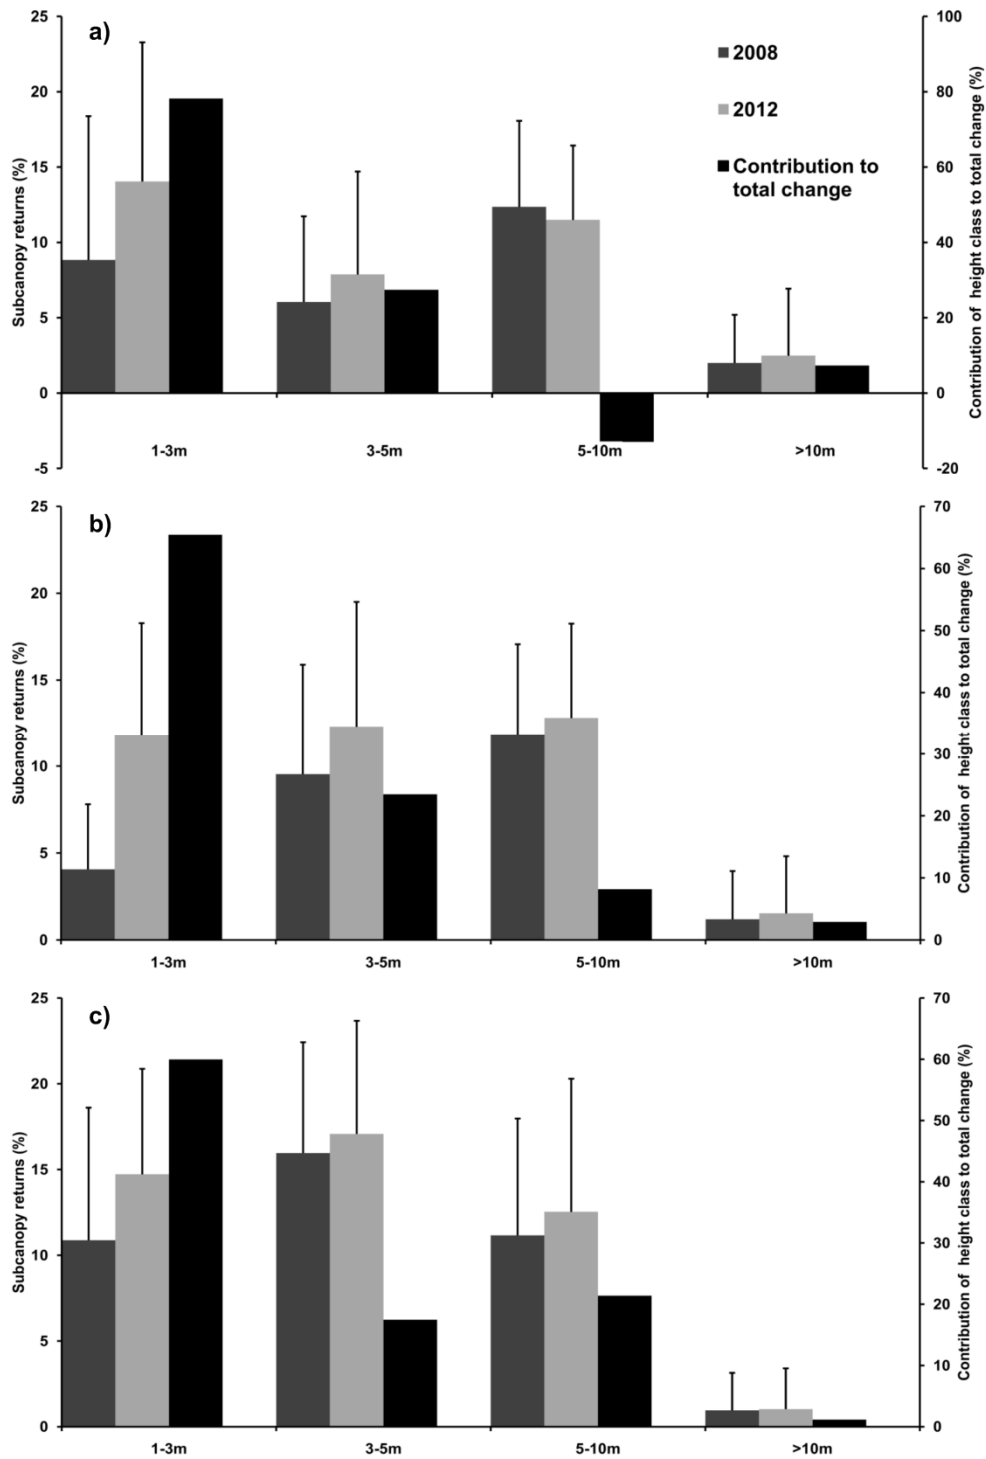 a)
25
20
15
10
5
0
-5
Subcanopy returns (%)
2008
2012
Contribution to
total change
100
80
60
40
20
0
-20
Contribution of height class to total change (%)
1-3m
3-5m
5-10m
>10m
b)
25
20
15
10
5
0
Subcanopy returns (%)
70
60
50
40
30
20
10
0
Contribution of height class to total change (%)
1-3m
3-5m
5-10m
>10m
c)
25
20
15
10
5
0
Subcanopy returns (%)
70
60
50
40
30
20
10
0
Contribution of height class to total change (%)
1-3m
3-5m
5-10m
>10m